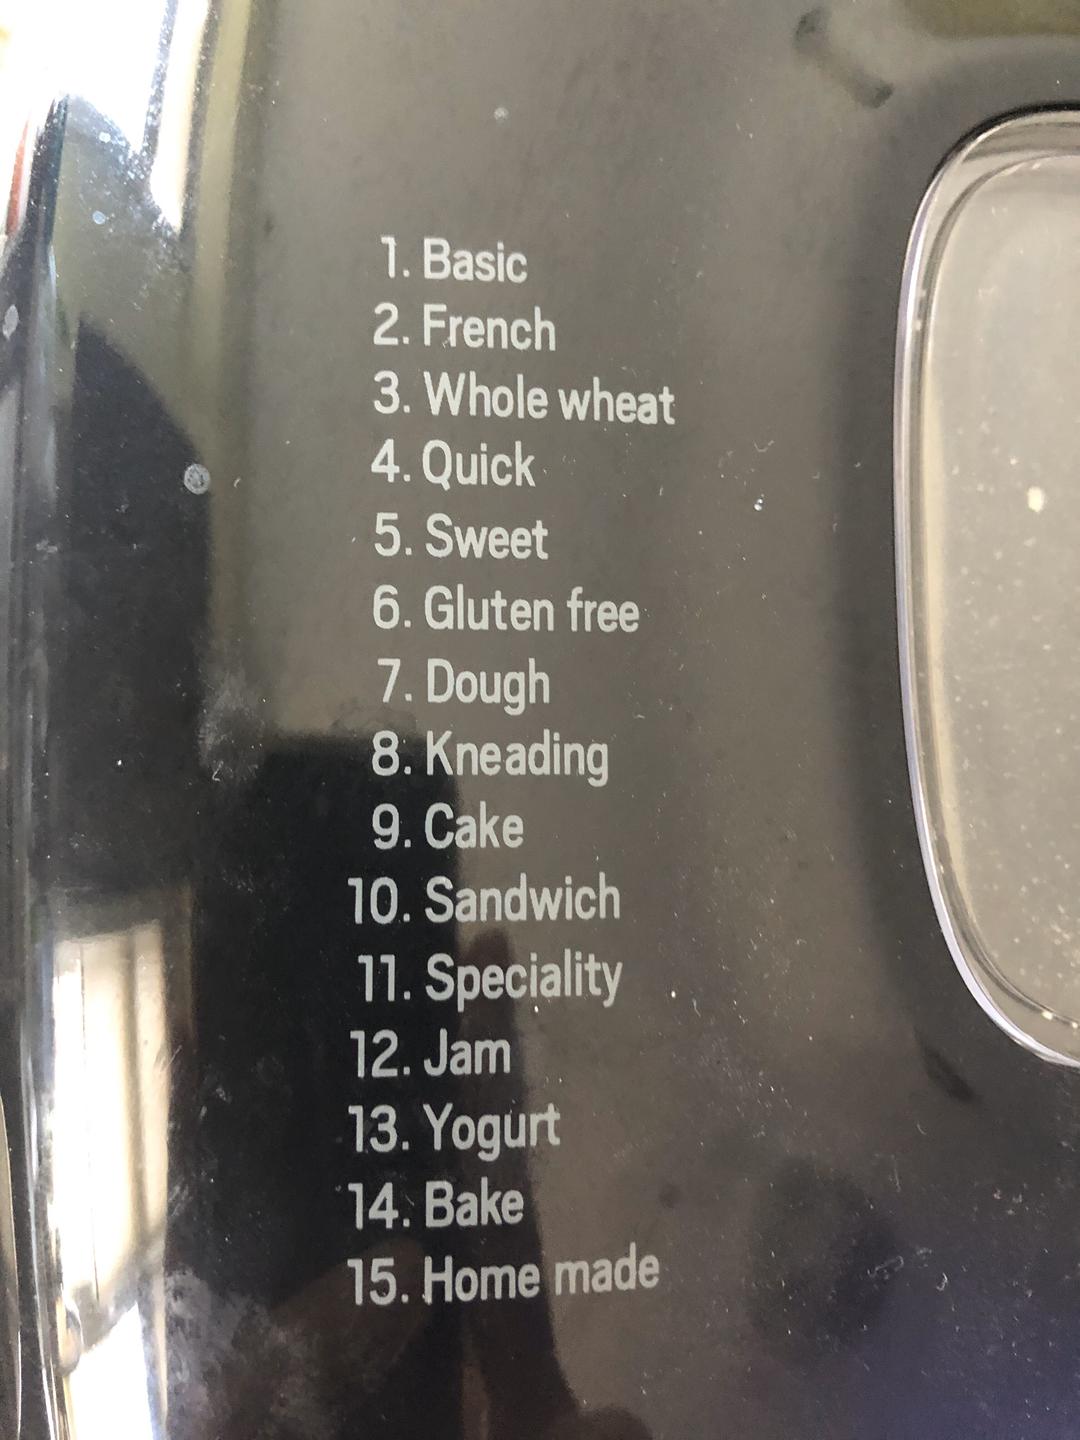 1. Basic
2. French
3. Whole wheat
4. Quick
5. Sweet
6. Gluten free
7. Dough
8. Kneading
9. Cake
10. Sandwich
11. Speciality
12. Jam
13. Yogurt
14. Bake
15. Home made